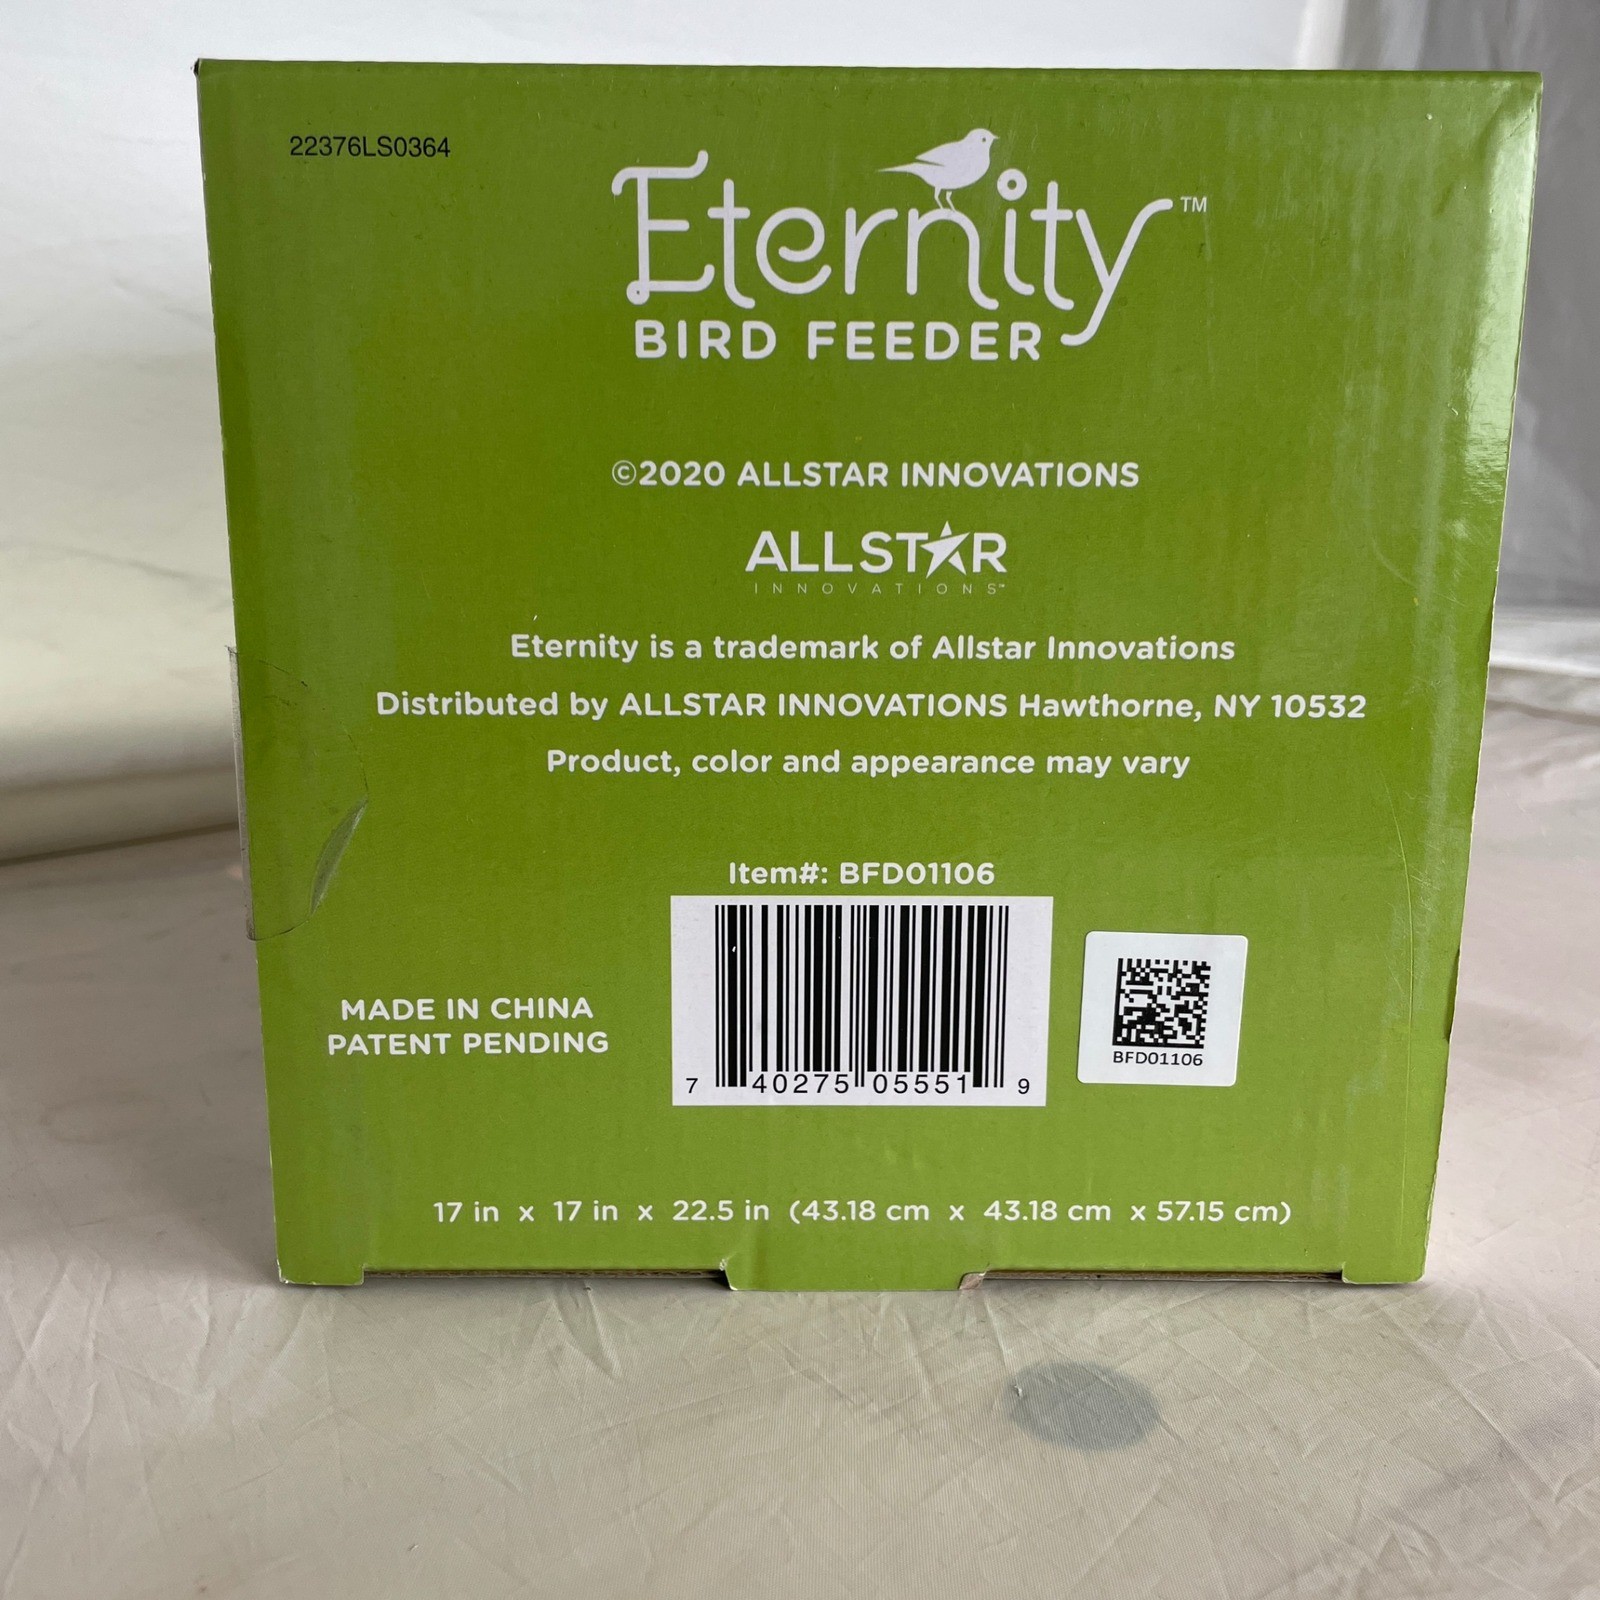 22376LS0364
Eternity™
BIRD FEEDER
©2020 ALLSTAR INNOVATIONS
ALLSTAR
INNOVATIONS™
Eternity is a trademark of Allstar Innovations
Distributed by ALLSTAR INNOVATIONS Hawthorne, NY 10532
Product, color and appearance may vary
Item#: BFD01106
MADE IN CHINA
PATENT PENDING
7 40275 05551 9
BFD01106
17 in x 17 in x 22.5 in (43.18 cm x 43.18 cm x 57.15 cm)